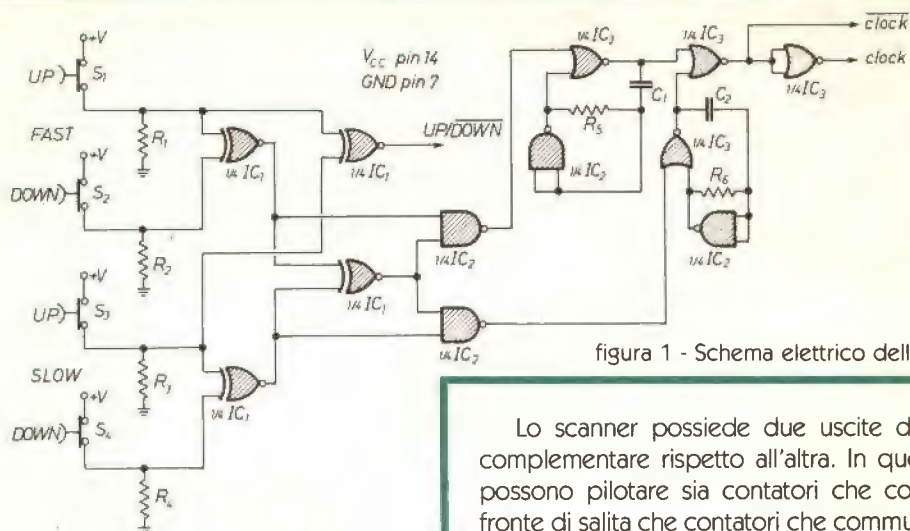 +V
UP) S₁
FAST
R₁
+V
DOWN) S₂
R₂
+V
UP) S₃
SLOW
R₃
+V
DOWN) S₄
R₄
V꜀꜀ pin 14
GND pin 7
1/4 IC₁
1/4 IC₁
UP/D̅O̅W̅N̅
1/4 IC₁
1/4 IC₁
1/4 IC₂
1/4 IC₂
1/4 IC₃
C₁
R₅
1/4 IC₂
1/4 IC₃
C₂
1/4 IC₃
R₆
1/4 IC₂
1/4 IC₃
c̅l̅o̅c̅k̅
clock
figura 1 - Schema elettrico dell
Lo scanner possiede due uscite d
complementare rispetto all'altra. In que
possono pilotare sia contatori che co
fronte di salita che contatori che commu